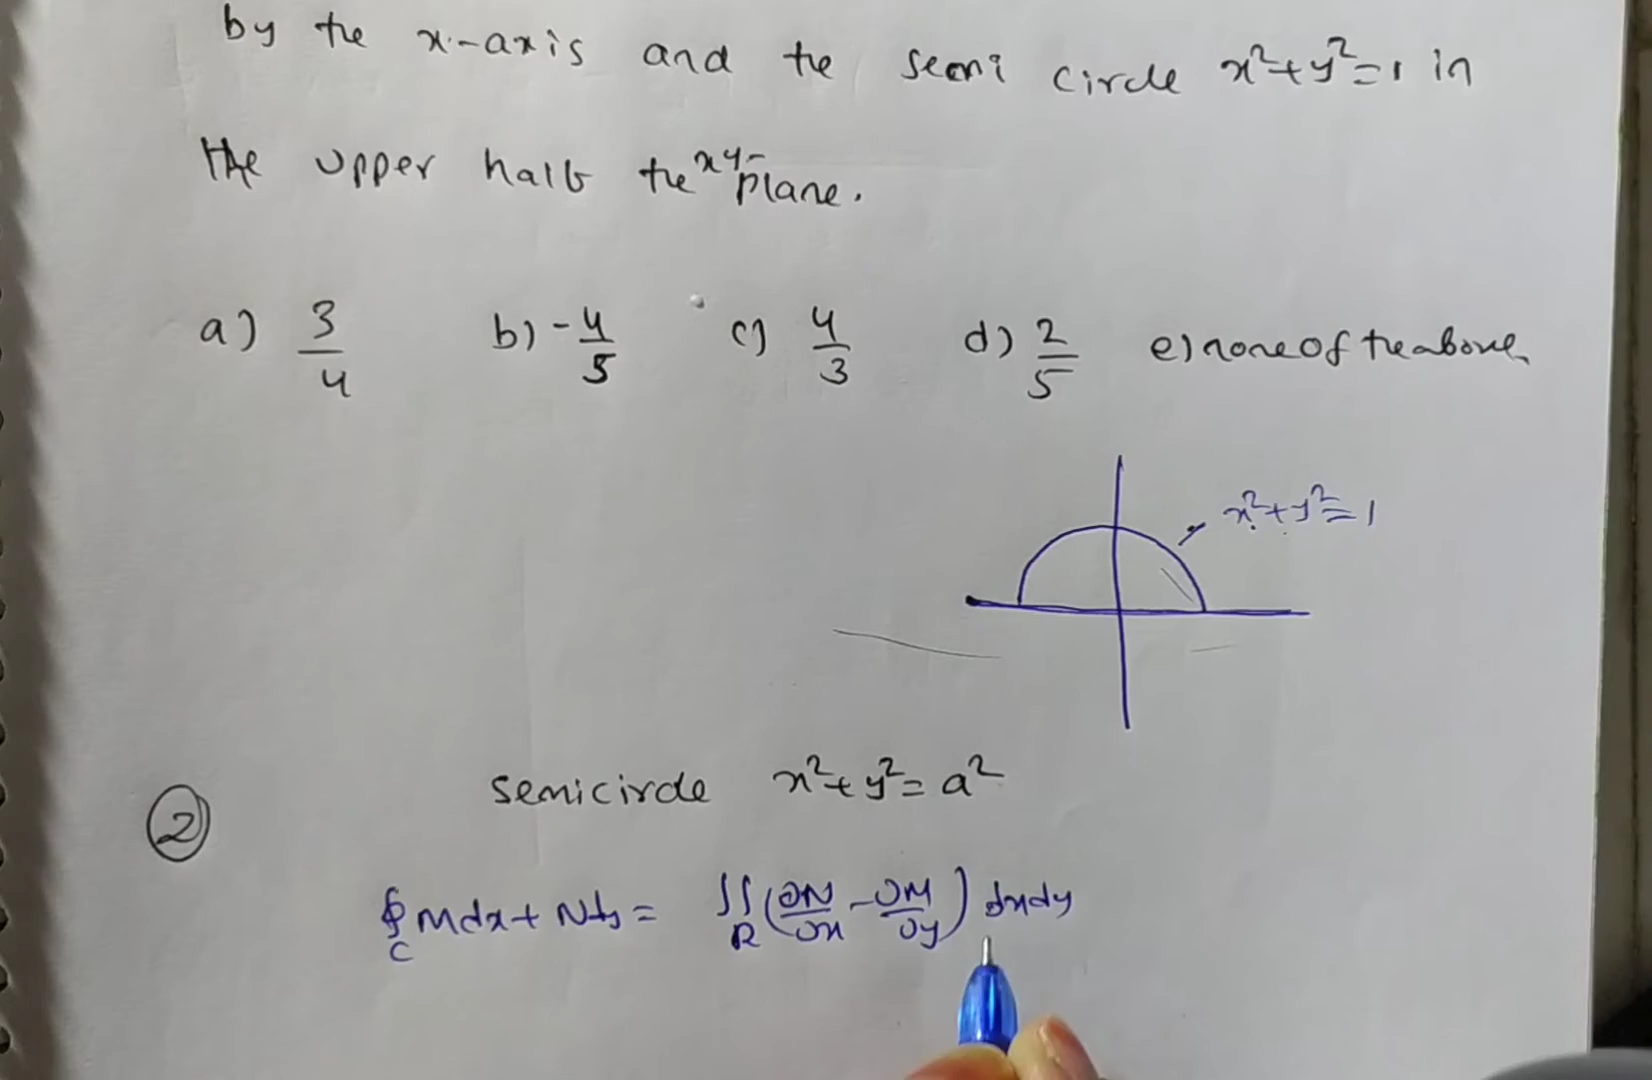 by the x-axis and the semi circle x²+y²=1 in
the upper half the xy-plane.
a) 3/4 b) -4/5 c) 4/3 d) 2/5 e) none of the above.
x²+y²=1
semicircle x²+y²=a²
②
∮_C Mdx + Ndy = ∬_R (∂N/∂x - ∂M/∂y) dxdy